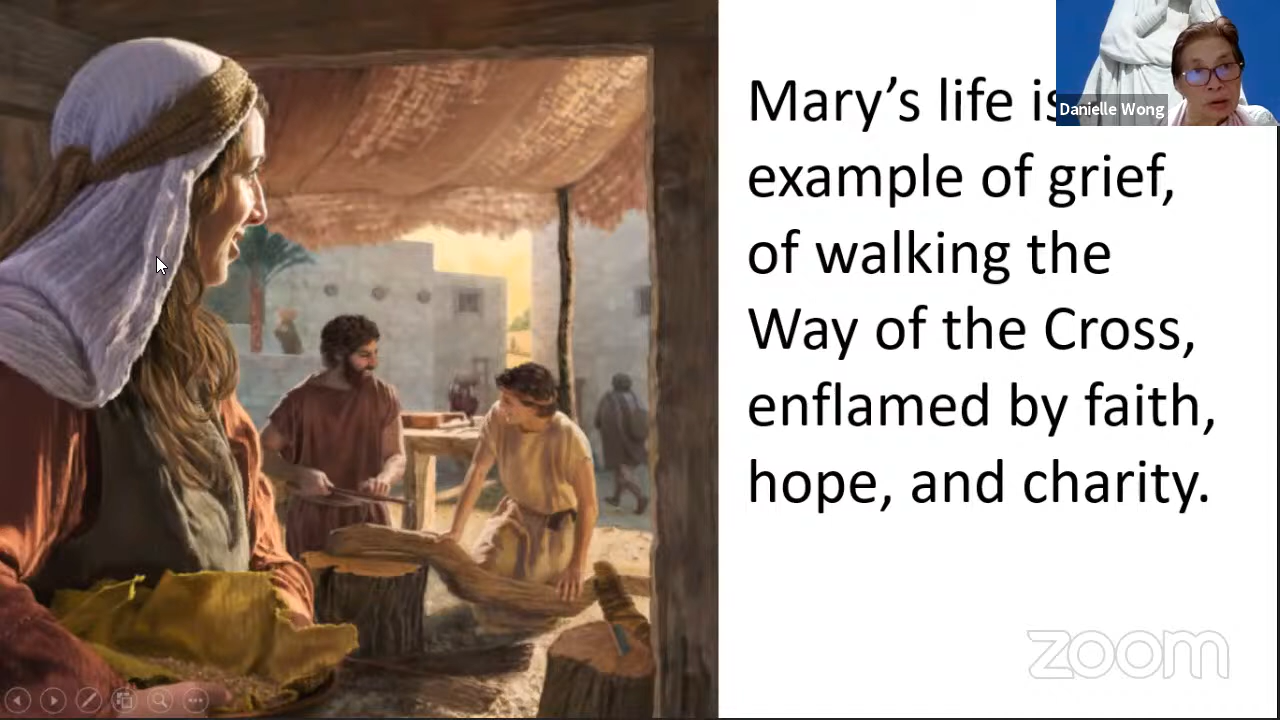 Mary's life is
example of grief,
of walking the
Way of the Cross,
enflamed by faith,
hope, and charity.
Danielle Wong
zoom